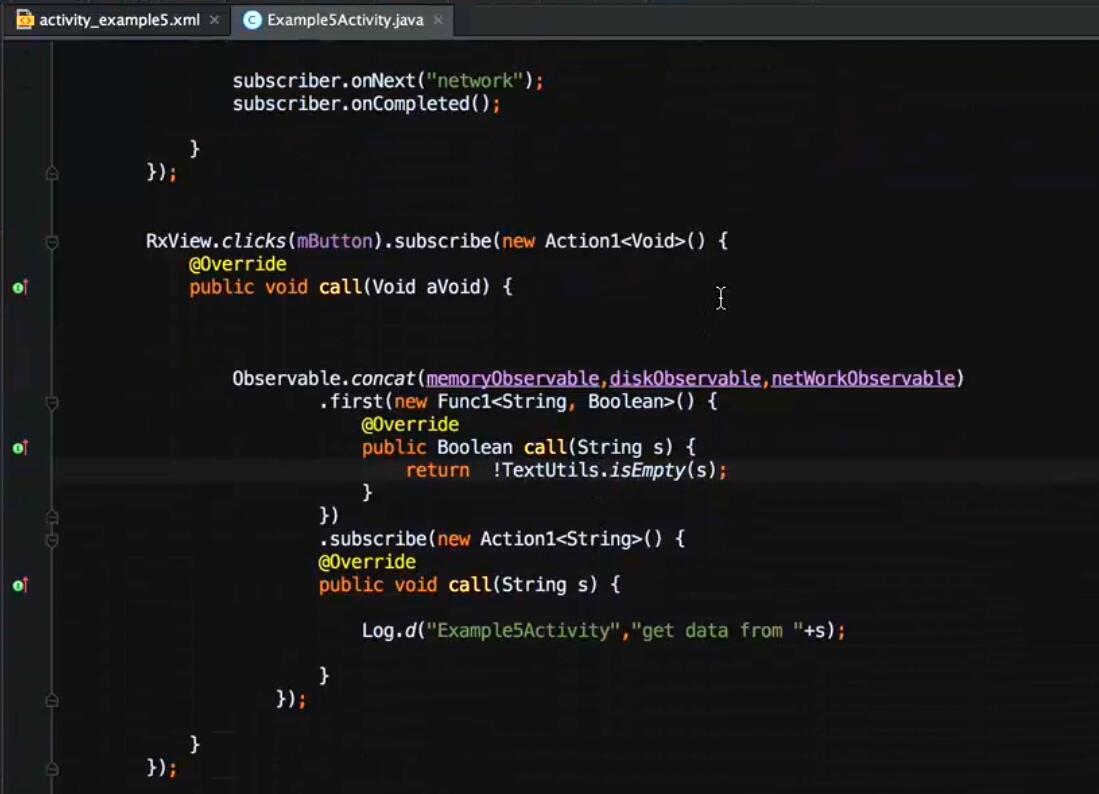 activity_example5.xml × Example5Activity.java ×
subscriber.onNext("network");
subscriber.onCompleted();
}
});
RxView.clicks(mButton).subscribe(new Action1<Void>() {
@Override
public void call(Void aVoid) {
Observable.concat(memoryObservable,diskObservable,netWorkObservable)
.first(new Func1<String, Boolean>() {
@Override
public Boolean call(String s) {
return  !TextUtils.isEmpty(s);
}
})
.subscribe(new Action1<String>() {
@Override
public void call(String s) {
Log.d("Example5Activity","get data from "+s);
}
});
}
});